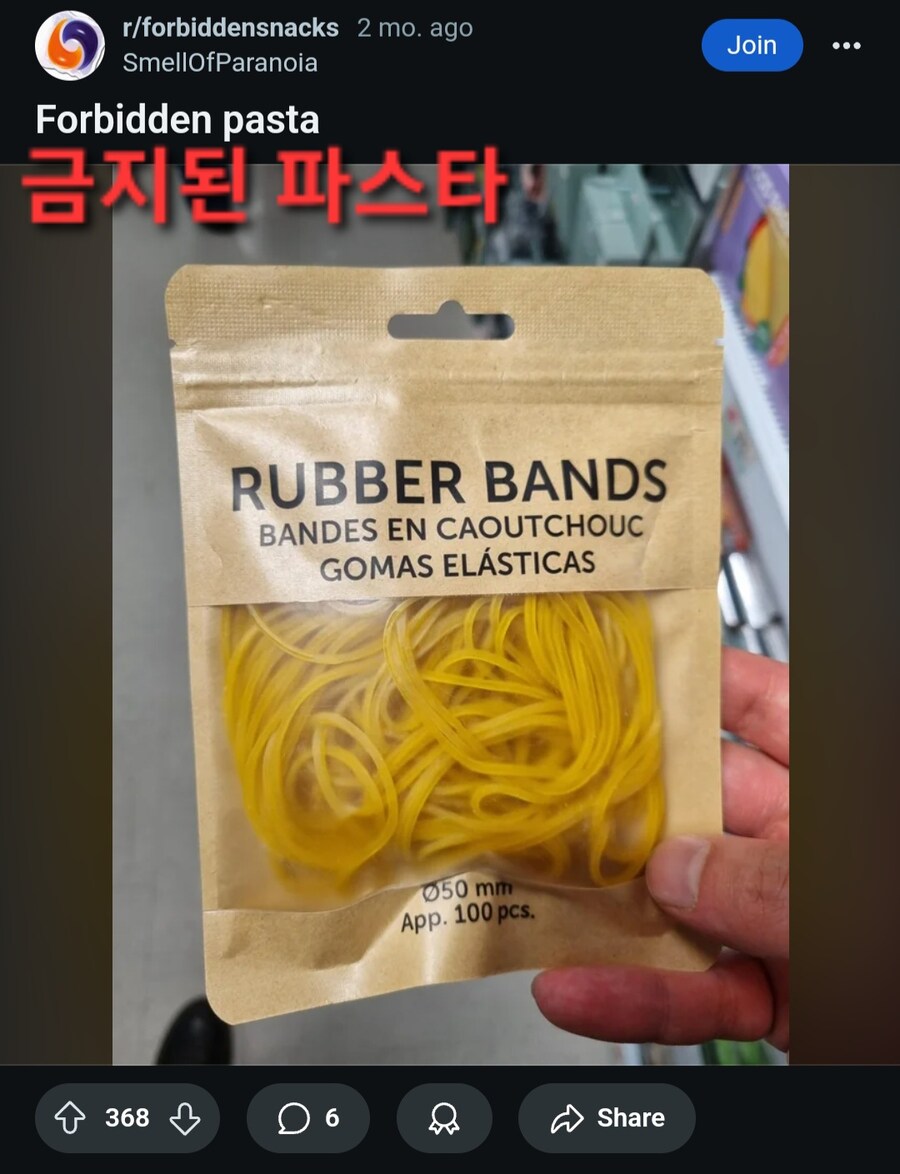 r/forbiddensnacks 2 mo. ago
SmellOfParanoia
Join
Forbidden pasta
금지된 파스타
RUBBER BANDS
BANDES EN CAOUTCHOUC
GOMAS ELÁSTICAS
Ø50 mm
App. 100 pcs.
368
6
Share